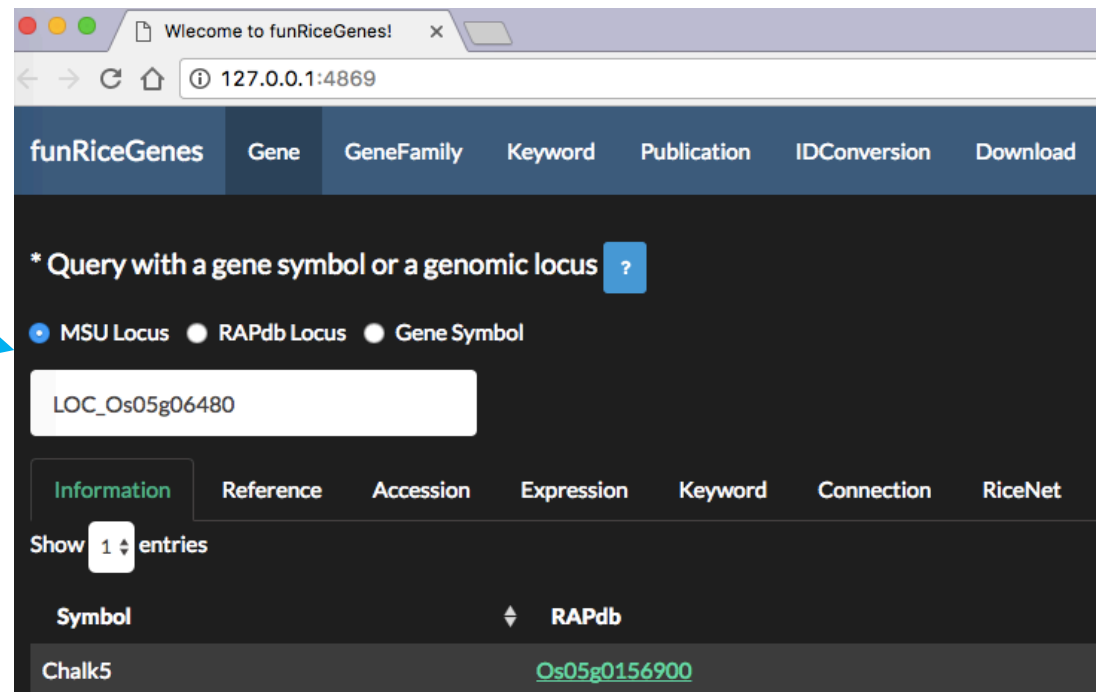 Wlecome to funRiceGenes! ×
127.0.0.1:4869
funRiceGenes Gene GeneFamily Keyword Publication IDConversion Download
* Query with a gene symbol or a genomic locus ?
MSU Locus RAPdb Locus Gene Symbol
LOC_Os05g06480
Information Reference Accession Expression Keyword Connection RiceNet
Show 1 entries
Symbol RAPdb
Chalk5 Os05g0156900